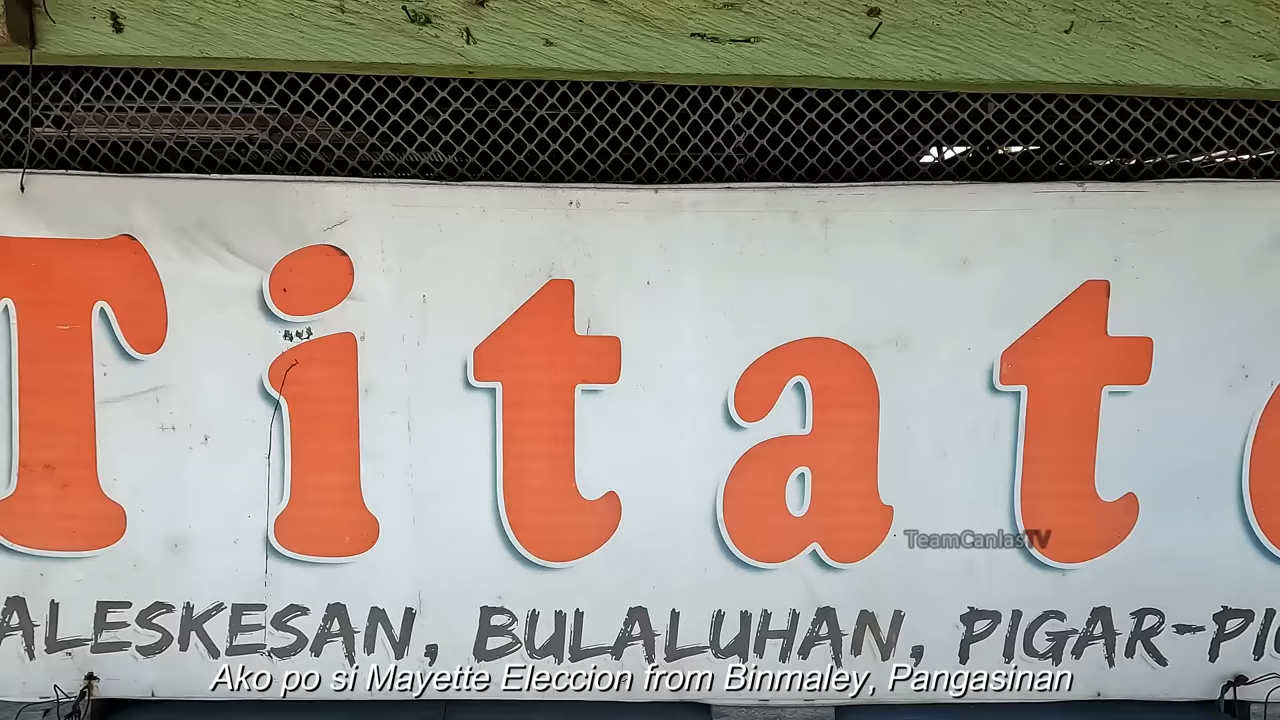 Titat
TeamCanlasTV
ALESKESAN, BULALUHAN, PIGAR-PI
Ako po si Mayette Eleccion from Binmaley, Pangasinan